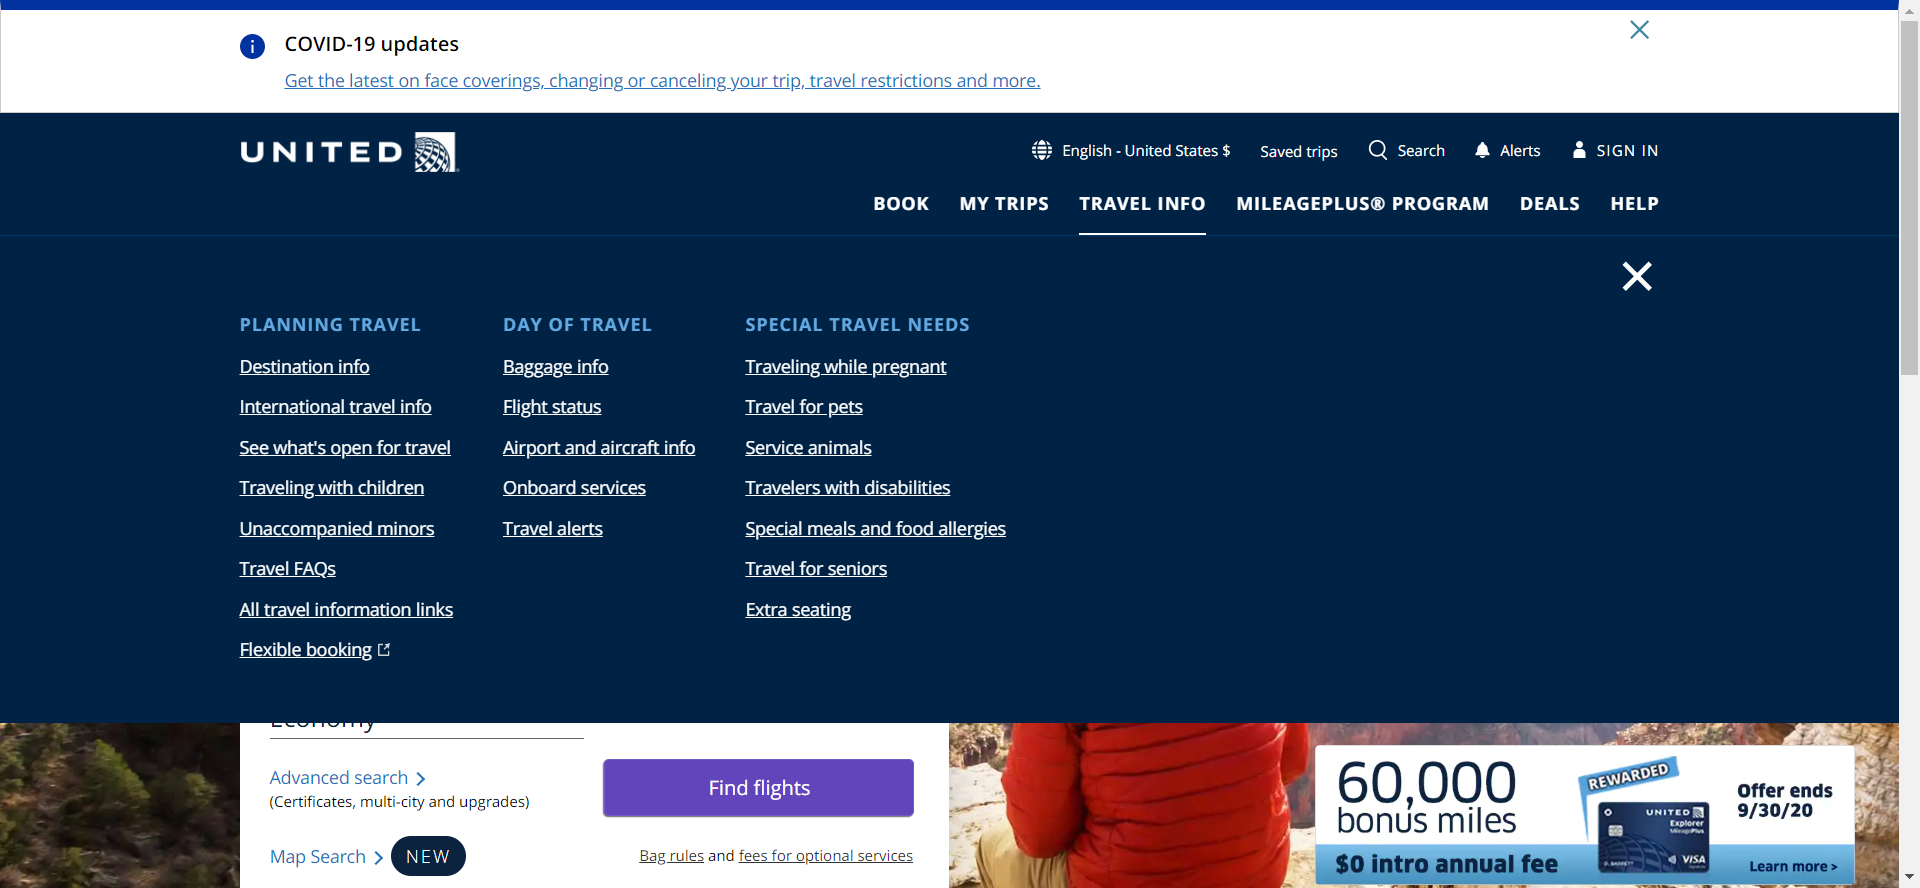 COVID-19 updates
Get the latest on face coverings, changing or canceling your trip, travel restrictions and more.
UNITED
English - United States $
Saved trips
Search
Alerts
SIGN IN
BOOK
MY TRIPS
TRAVEL INFO
MILEAGEPLUS® PROGRAM
DEALS
HELP
PLANNING TRAVEL
Destination info
International travel info
See what's open for travel
Traveling with children
Unaccompanied minors
Travel FAQs
All travel information links
Flexible booking
DAY OF TRAVEL
Baggage info
Flight status
Airport and aircraft info
Onboard services
Travel alerts
SPECIAL TRAVEL NEEDS
Traveling while pregnant
Travel for pets
Service animals
Travelers with disabilities
Special meals and food allergies
Travel for seniors
Extra seating
Economy
Advanced search
(Certificates, multi-city and upgrades)
Find flights
Map Search
NEW
Bag rules and fees for optional services
60,000
bonus miles
$0 intro annual fee
REWARDED
UNITED
Explorer
MileagePlus
VISA
Offer ends
9/30/20
Learn more >